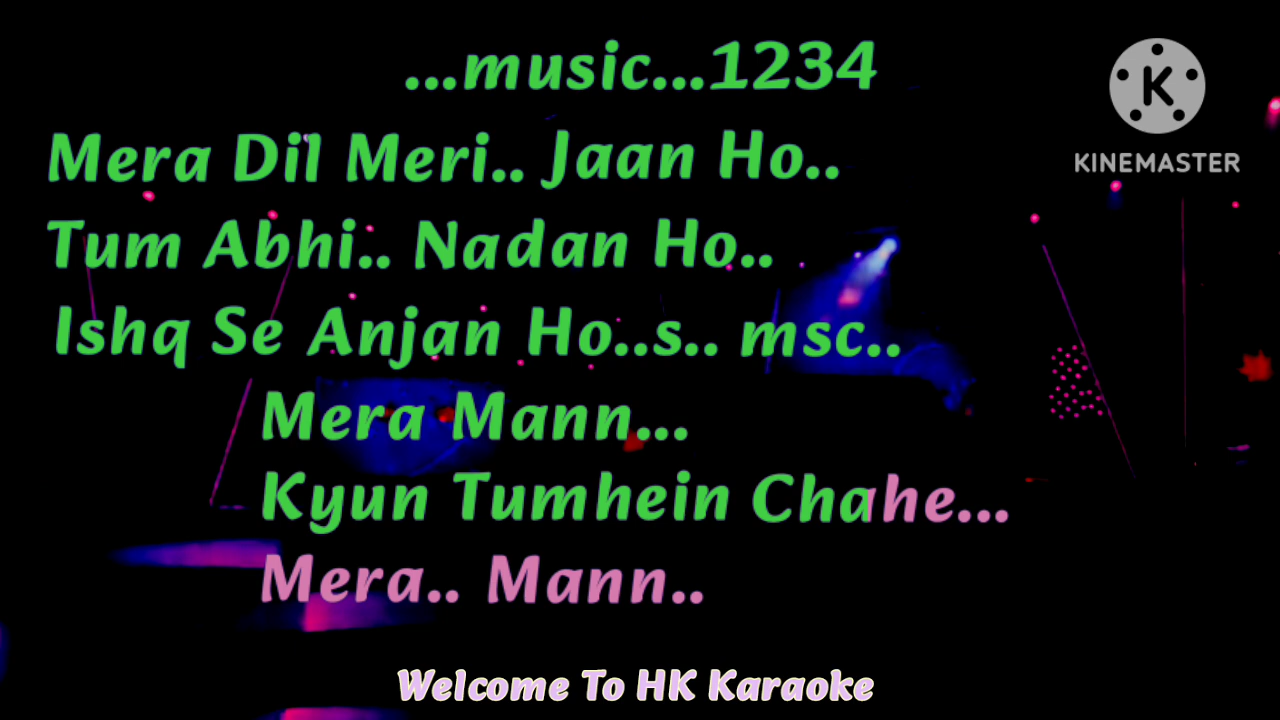 ...music...1234
Mera Dil Meri.. Jaan Ho..
Tum Abhi.. Nadan Ho..
Ishq Se Anjan Ho..s.. msc..
Mera Mann...
Kyun Tumhein Chahe...
Mera.. Mann..
Welcome To HK Karaoke
K
KINEMASTER